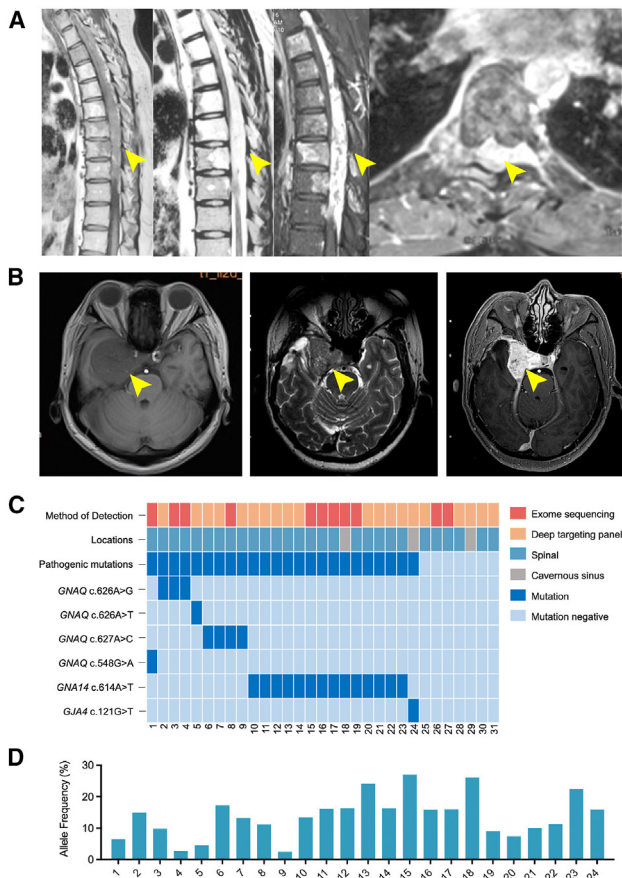 A
B
t1_fl2d_
C
Method of Detection
Locations
Pathogenic mutations
GNAQ c.626A>G
GNAQ c.626A>T
GNAQ c.627A>C
GNAQ c.548G>A
GNA14 c.614A>T
GJA4 c.121G>T
Exome sequencing
Deep targeting panel
Spinal
Cavernous sinus
Mutation
Mutation negative
1 2 3 4 5 6 7 8 9 10 11 12 13 14 15 16 17 18 19 20 21 22 23 24 25 26 27 28 29 30 31
D
Allele Frequency (%)
30
20
10
0
1 2 3 4 5 6 7 8 9 10 11 12 13 14 15 16 17 18 19 20 21 22 23 24